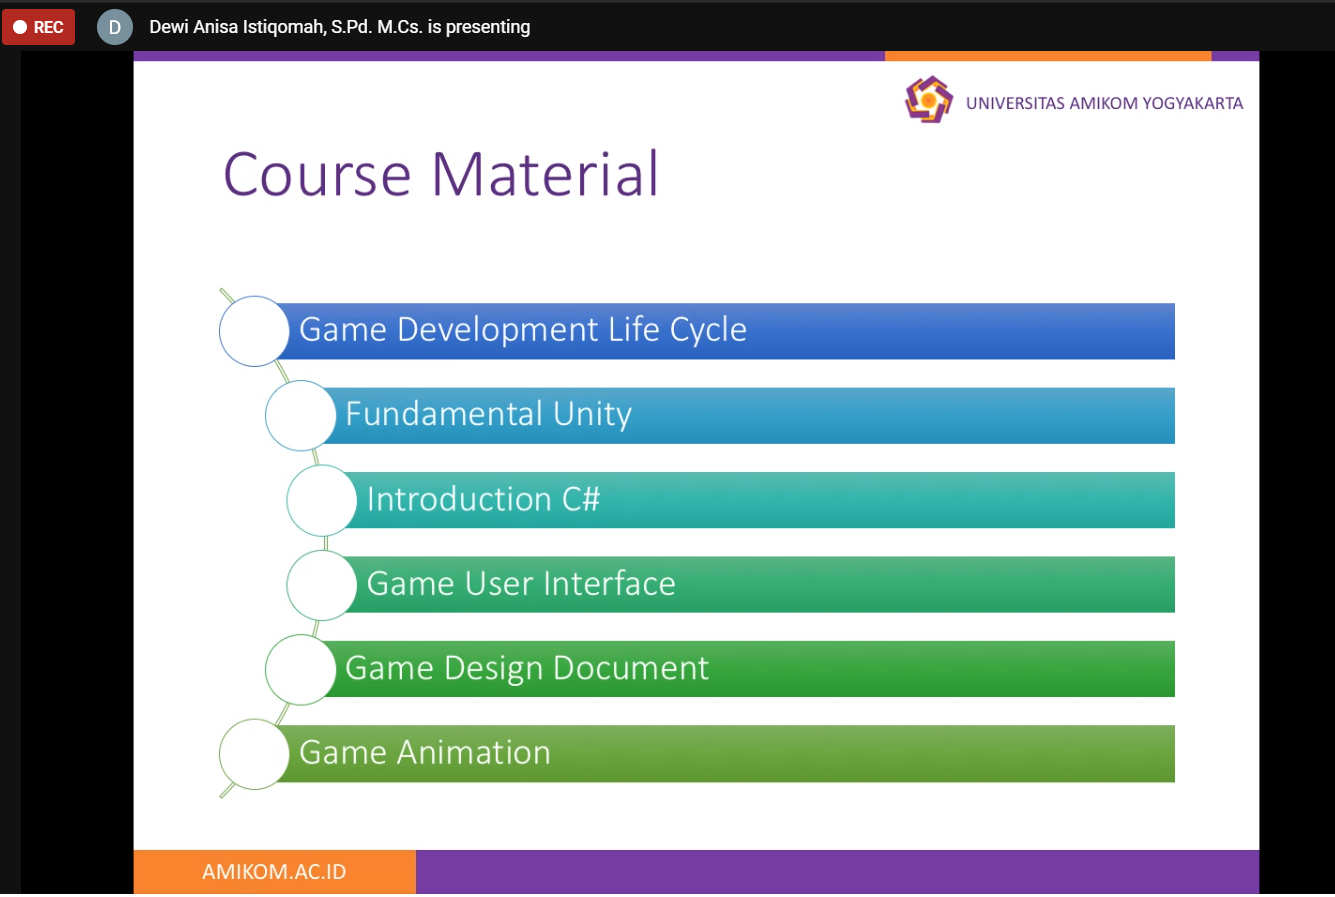 REC
D
Dewi Anisa Istiqomah, S.Pd. M.Cs. is presenting
UNIVERSITAS AMIKOM YOGYAKARTA
Course Material
Game Development Life Cycle
Fundamental Unity
Introduction C#
Game User Interface
Game Design Document
Game Animation
AMIKOM.AC.ID